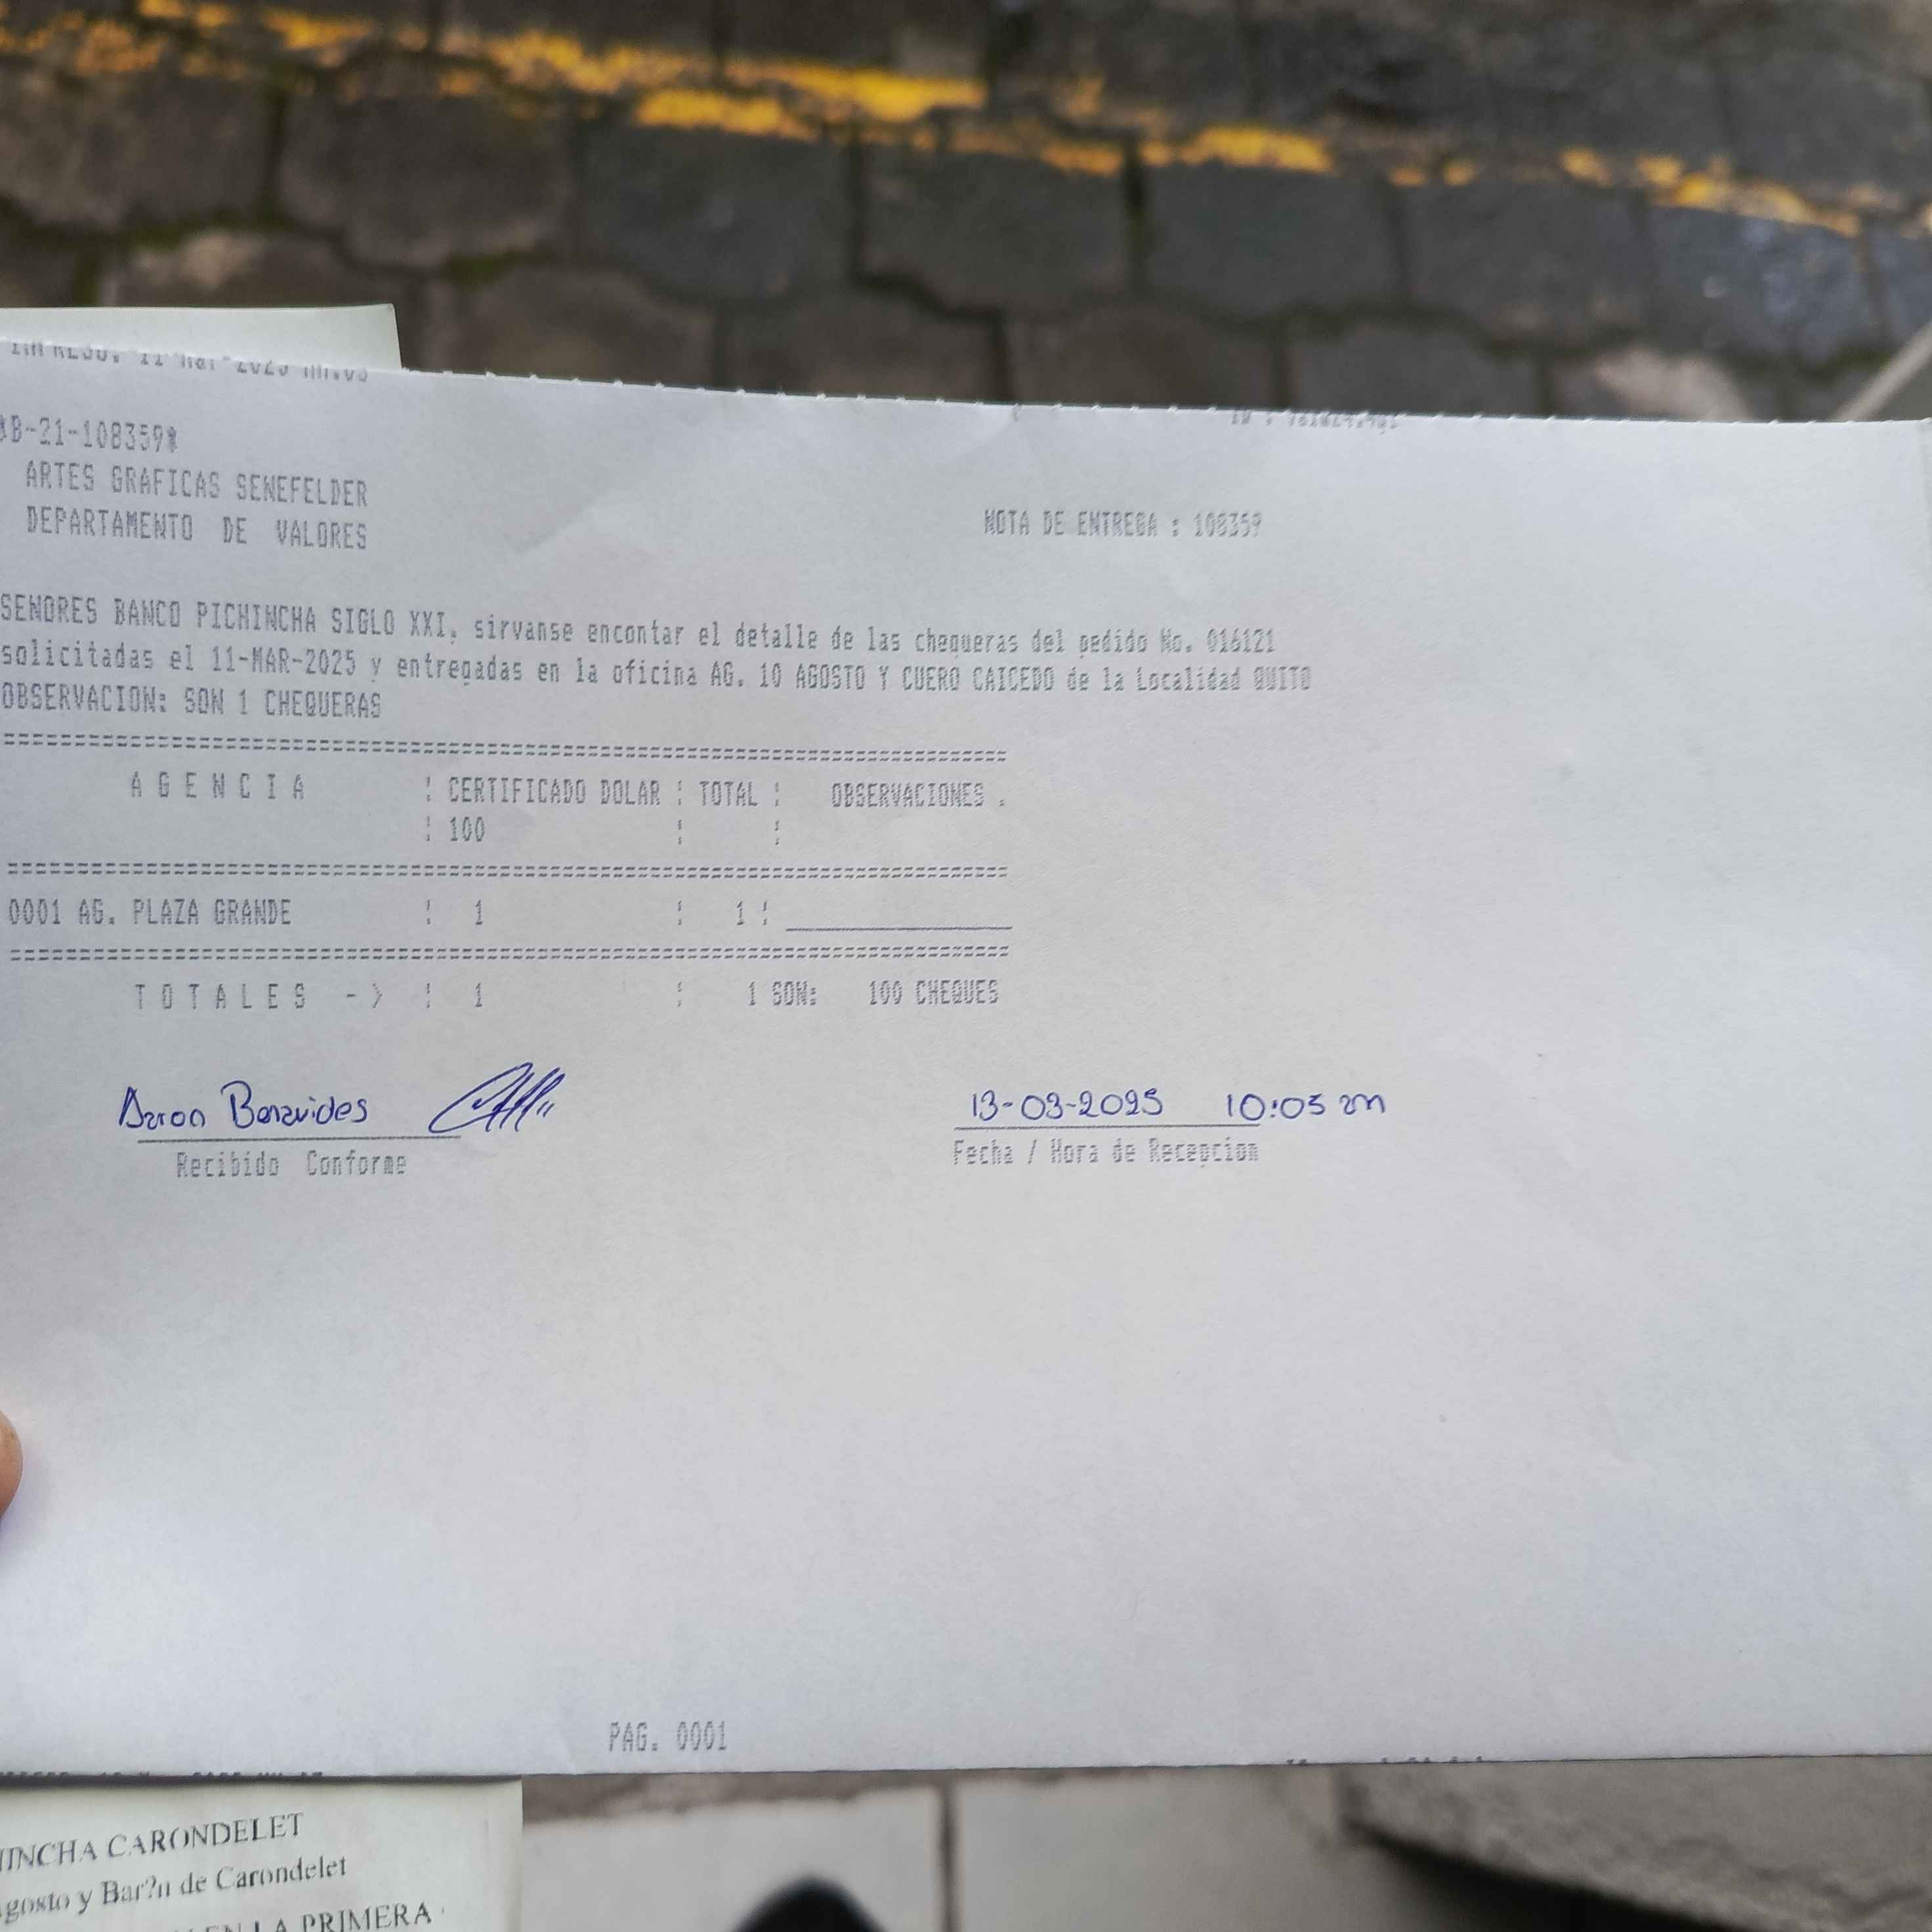 *B-21-108359*
ARTES GRAFICAS SENEFELDER
DEPARTAMENTO DE VALORES
NOTA DE ENTREGA : 108359
SENORES BANCO PICHINCHA SIGLO XXI, sirvanse encontar el detalle de las chequeras del pedido No. 016121
solicitadas el 11-MAR-2025 y entregadas en la oficina AG. 10 AGOSTO Y CUERO CAICEDO de la Localidad QUITO
OBSERVACION: SON 1 CHEQUERAS
A G E N C I A : CERTIFICADO DOLAR : TOTAL : OBSERVACIONES .
: 100 : :
0001 AG. PLAZA GRANDE : 1 : 1 :
T O T A L E S -> : 1 : 1 SON: 100 CHEQUES
Aaron Benavides
13-03-2025 10:05 am
Recibido Conforme
Fecha / Hora de Recepcion
PAG. 0001
CARONDELET
y Bar?n de Carondelet
EN LA PRIMERA